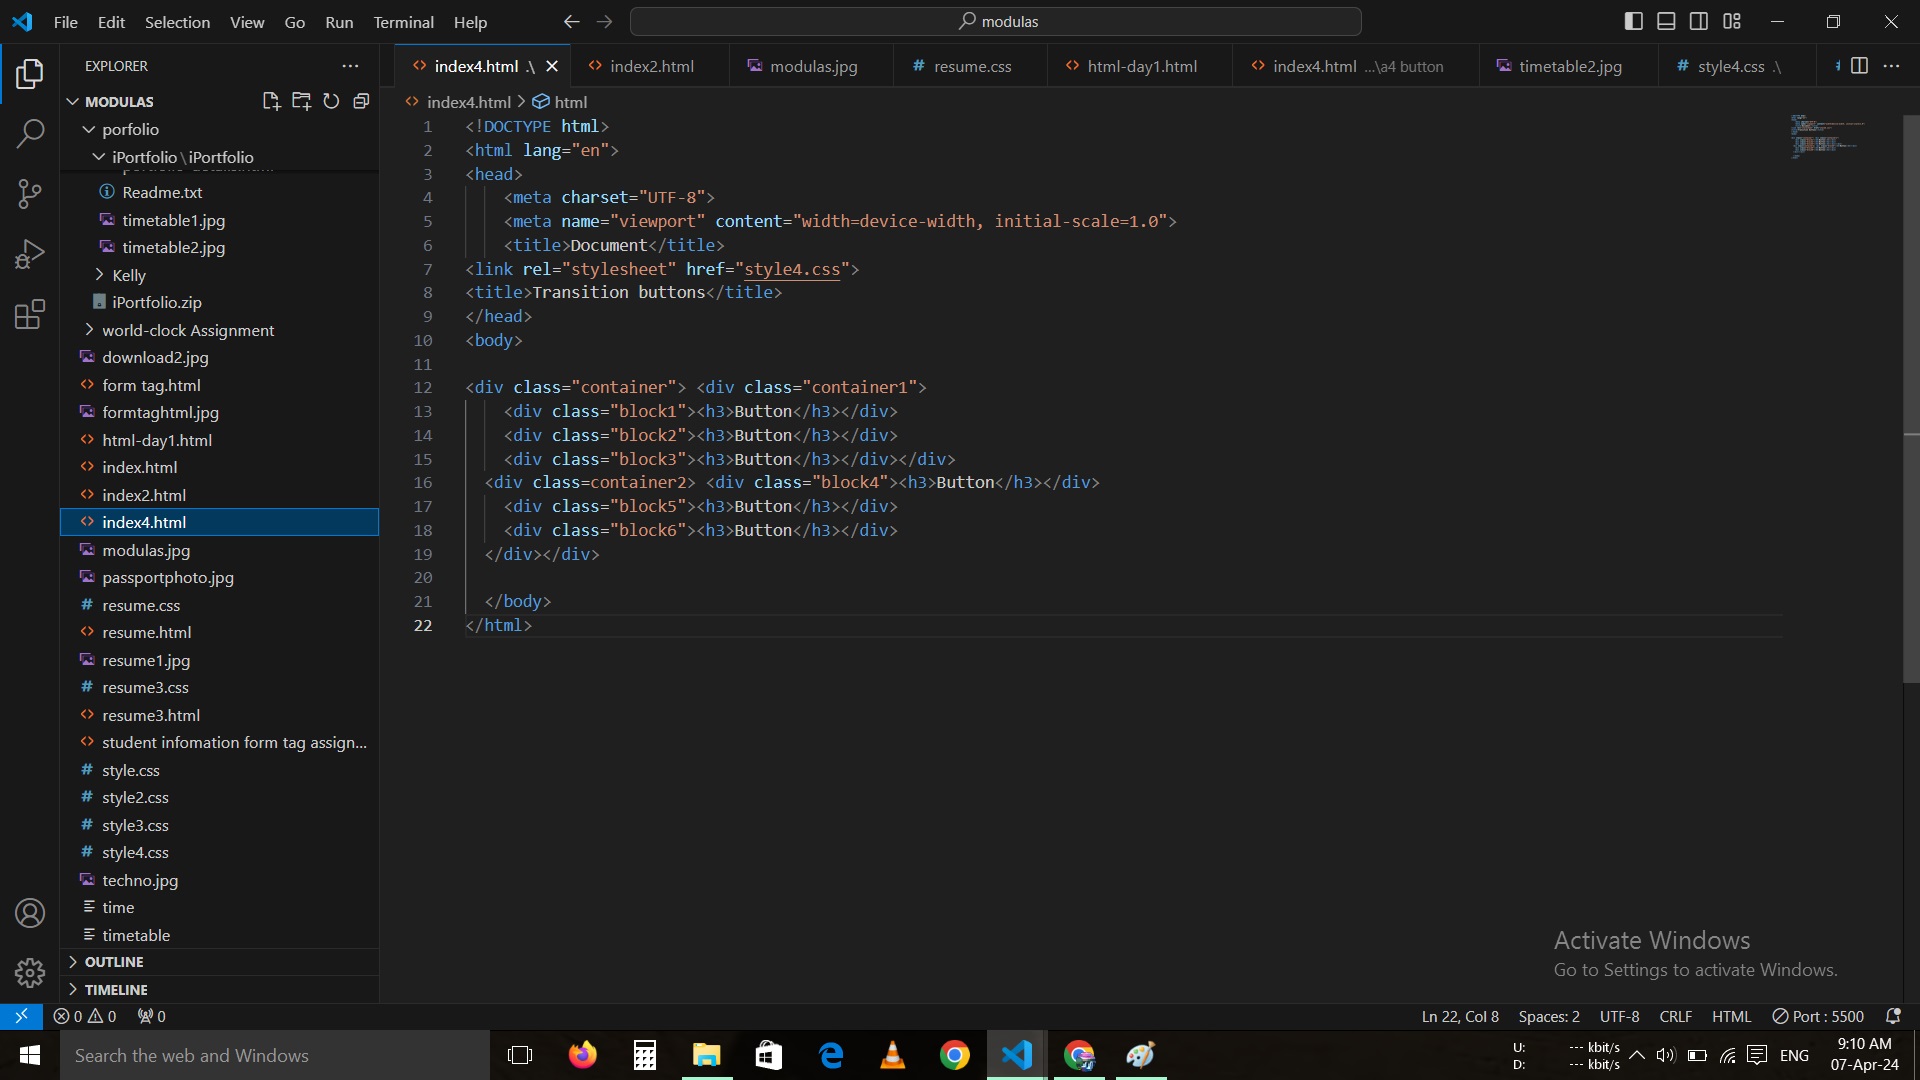 File Edit Selection View Go Run Terminal Help
modulas
EXPLORER
MODULAS
porfolio
iPortfolio \ iPortfolio
Readme.txt
timetable1.jpg
timetable2.jpg
Kelly
iPortfolio.zip
world-clock Assignment
download2.jpg
form tag.html
formtaghtml.jpg
html-day1.html
index.html
index2.html
index4.html
modulas.jpg
passportphoto.jpg
resume.css
resume.html
resume1.jpg
resume3.css
resume3.html
student infomation form tag assign...
style.css
style2.css
style3.css
style4.css
techno.jpg
time
timetable
OUTLINE
TIMELINE
index4.html .\ index2.html modulas.jpg resume.css html-day1.html index4.html ...\a4 button timetable2.jpg style4.css .\
index4.html > html
1 <!DOCTYPE html>
2 <html lang="en">
3 <head>
4 <meta charset="UTF-8">
5 <meta name="viewport" content="width=device-width, initial-scale=1.0">
6 <title>Document</title>
7 <link rel="stylesheet" href="style4.css">
8 <title>Transition buttons</title>
9 </head>
10 <body>
11
12 <div class="container"> <div class="container1">
13 <div class="block1"><h3>Button</h3></div>
14 <div class="block2"><h3>Button</h3></div>
15 <div class="block3"><h3>Button</h3></div></div>
16 <div class=container2> <div class="block4"><h3>Button</h3></div>
17 <div class="block5"><h3>Button</h3></div>
18 <div class="block6"><h3>Button</h3></div>
19 </div></div>
20
21 </body>
22 </html>
Activate Windows
Go to Settings to activate Windows.
0 0 0
Ln 22, Col 8 Spaces: 2 UTF-8 CRLF HTML Port : 5500
Search the web and Windows
U: --- kbit/s
D: --- kbit/s
ENG
9:10 AM
07-Apr-24